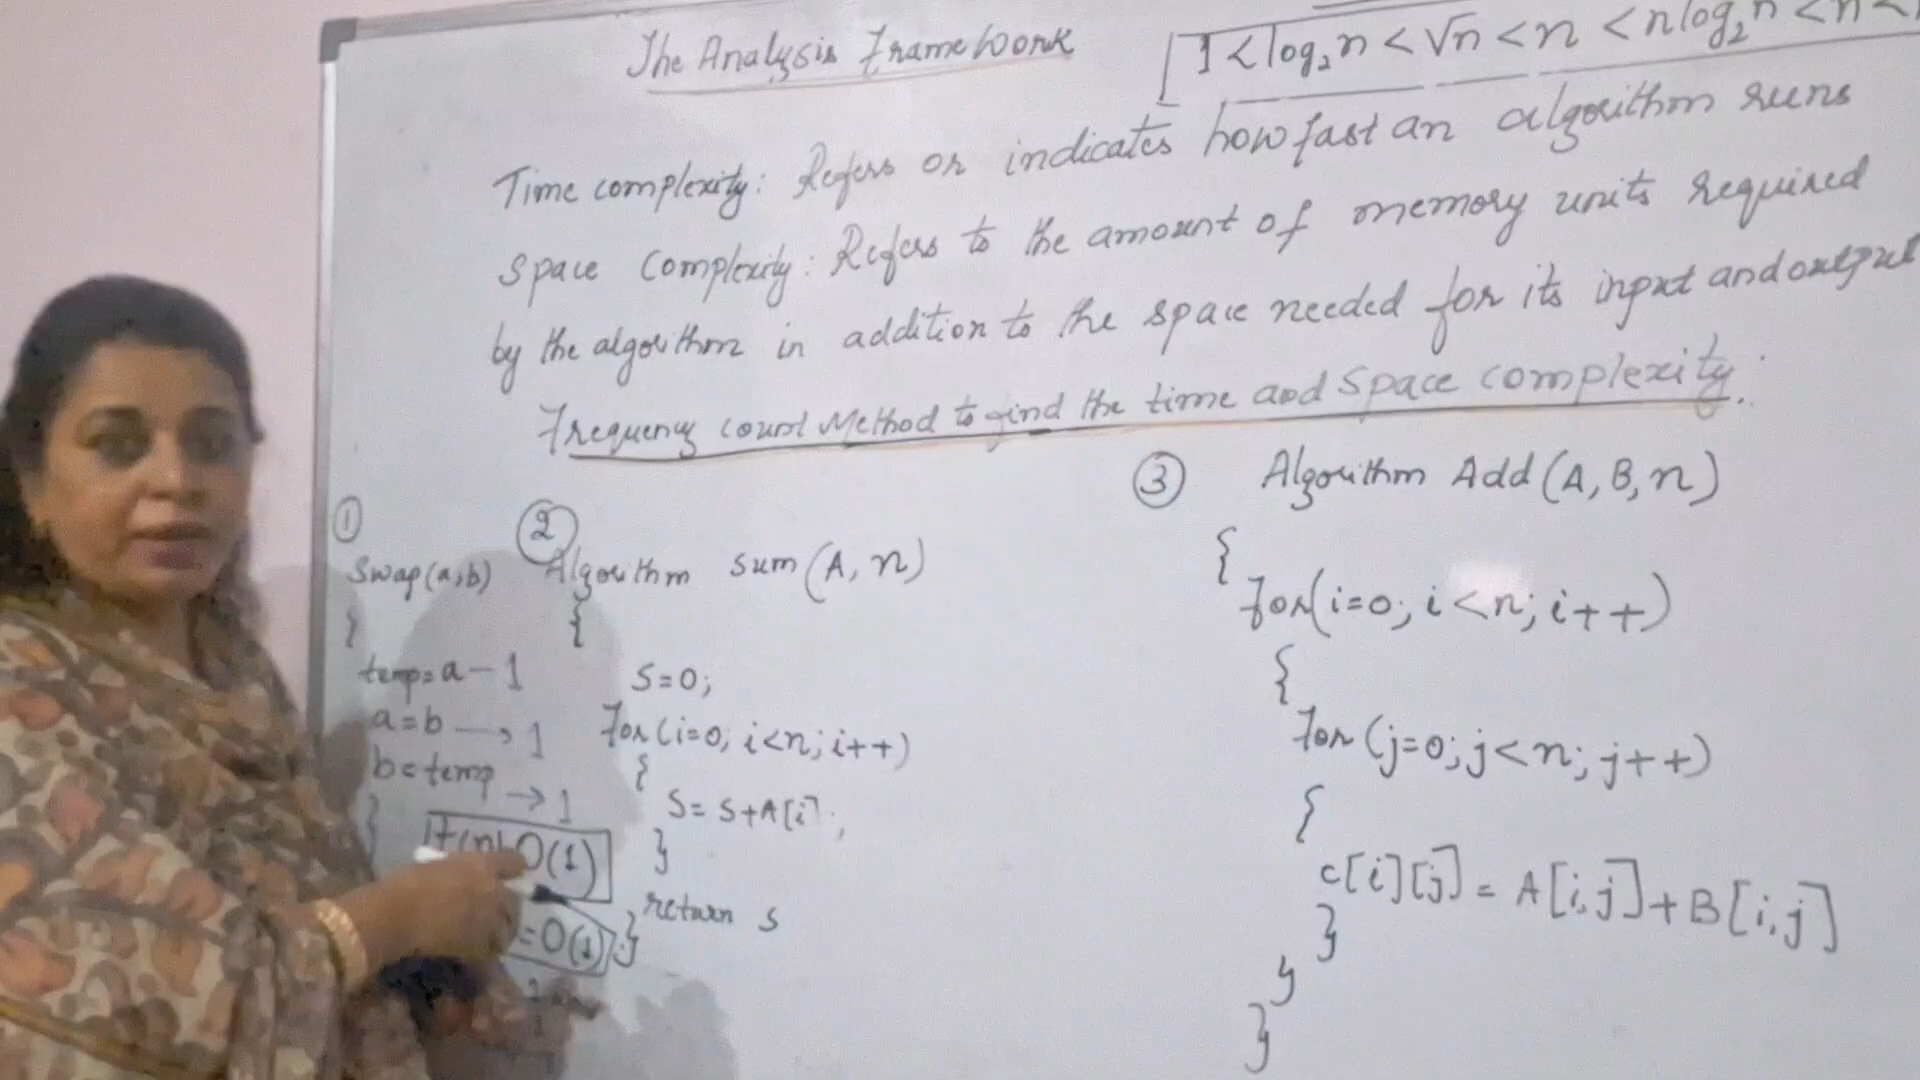 The Analysis Framework
1 < log₂n < √n < n < nlog₂n < n <
Time complexity: Refers or indicates how fast an algorithm runs
Space Complexity: Refers to the amount of memory units required
by the algorithm in addition to the space needed for its input and output
Frequency count Method to find the time and Space complexity:
①
Swap(a,b)
{
temp=a - 1
a=b → 1
b=temp → 1
}
t(n) O(1)
=O(1)
②
Algorithm sum(A, n)
{
S=0;
for(i=0; i<n; i++)
{
S= S+A[i];
}
return s
}
③ Algorithm Add(A, B, n)
{
for(i=0; i<n; i++)
{
for(j=0; j<n; j++)
{
c[i][j] = A[i,j]+B[i,j]
}
}
}